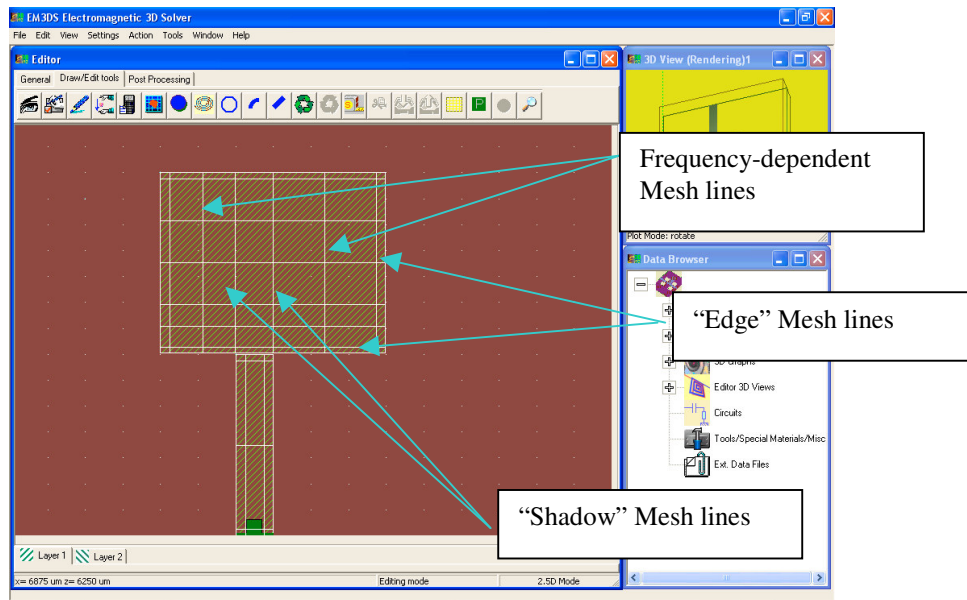 EM3DS Electromagnetic 3D Solver
File Edit View Settings Action Tools Window Help
Editor
General Draw/Edit tools Post Processing
P
3D View (Rendering)1
Frequency-dependent
Mesh lines
Plot Mode: rotate
Data Browser
“Edge” Mesh lines
3D Graphs
Editor 3D Views
Circuits
Tools/Special Materials/Misc
Ext. Data Files
“Shadow” Mesh lines
Layer 1 Layer 2
x= 6875 um z= 6250 um Editing mode 2.5D Mode